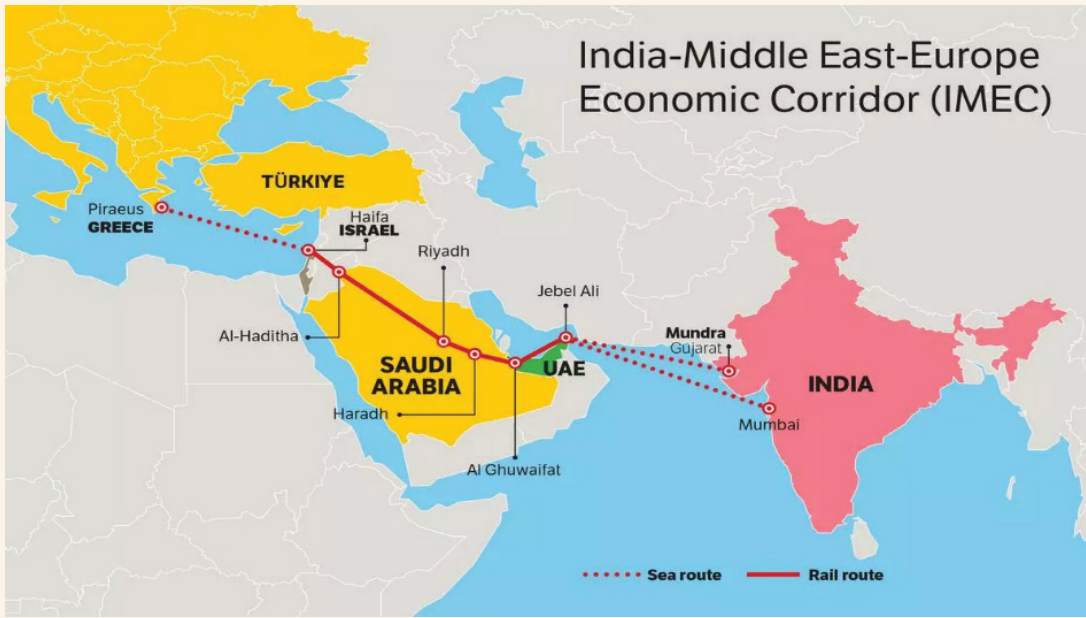 India-Middle East-Europe
Economic Corridor (IMEC)
TÜRKIYE
Piraeus
GREECE
Haifa
ISRAEL
Riyadh
Jebel Ali
Al-Haditha
Mundra
Gujarat
SAUDI
ARABIA
UAE
INDIA
Haradh
Mumbai
Al Ghuwaifat
Sea route
Rail route